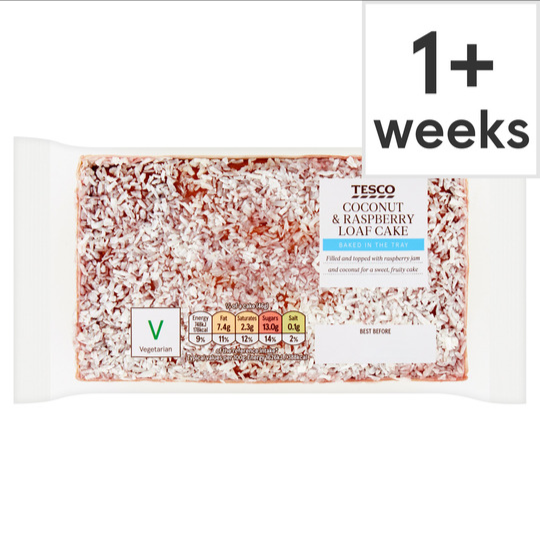 1+
weeks
TESCO
COCONUT
& RASPBERRY
LOAF CAKE
BAKED IN THE TRAY
Filled and topped with raspberry jam
and coconut for a sweet, fruity cake
BEST BEFORE
V
Vegetarian
Energy Fat Saturates Sugars Salt
7.4g 2.3g 13.0g 0.1g
9% 11% 12% 14% 2%